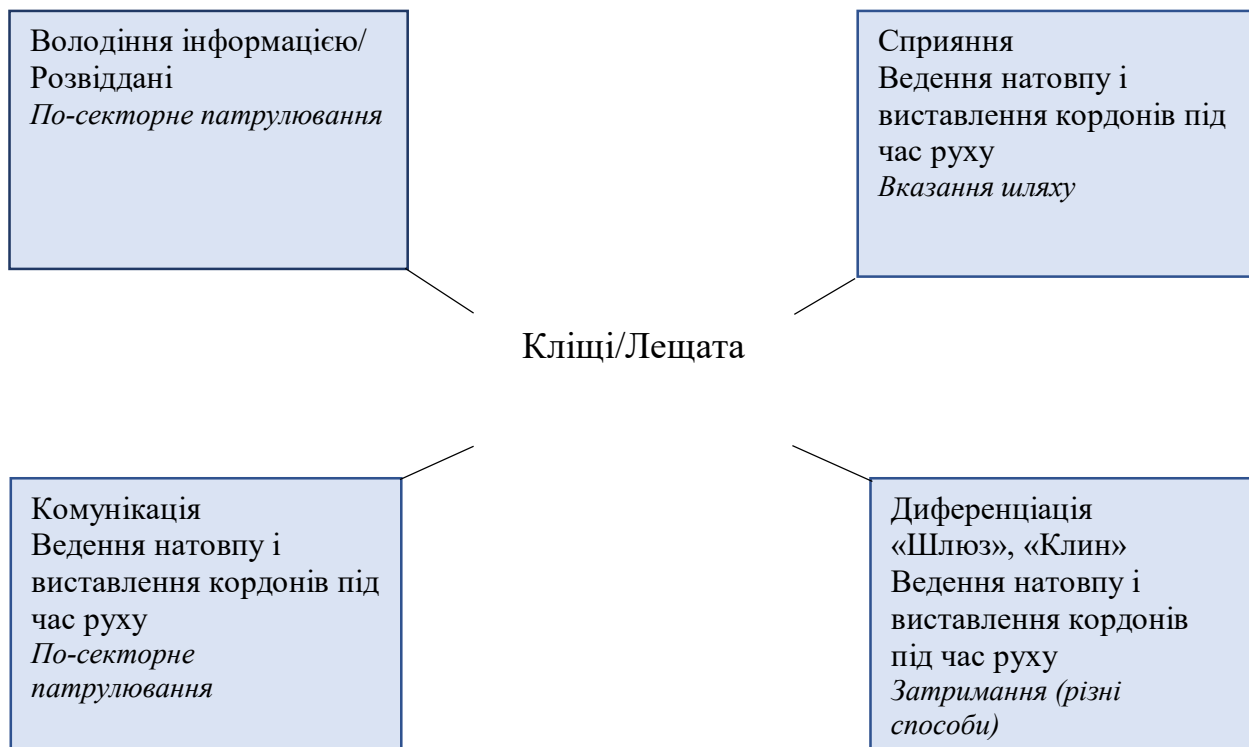 Володіння інформацією/
Розвіддані
По-секторне патрулювання
Сприяння
Ведення натовпу і
виставлення кордонів під
час руху
Вказання шляху
Кліщі/Лещата
Комунікація
Ведення натовпу і
виставлення кордонів під
час руху
По-секторне
патрулювання
Диференціація
«Шлюз», «Клин»
Ведення натовпу і
виставлення кордонів
під час руху
Затримання (різні
способи)